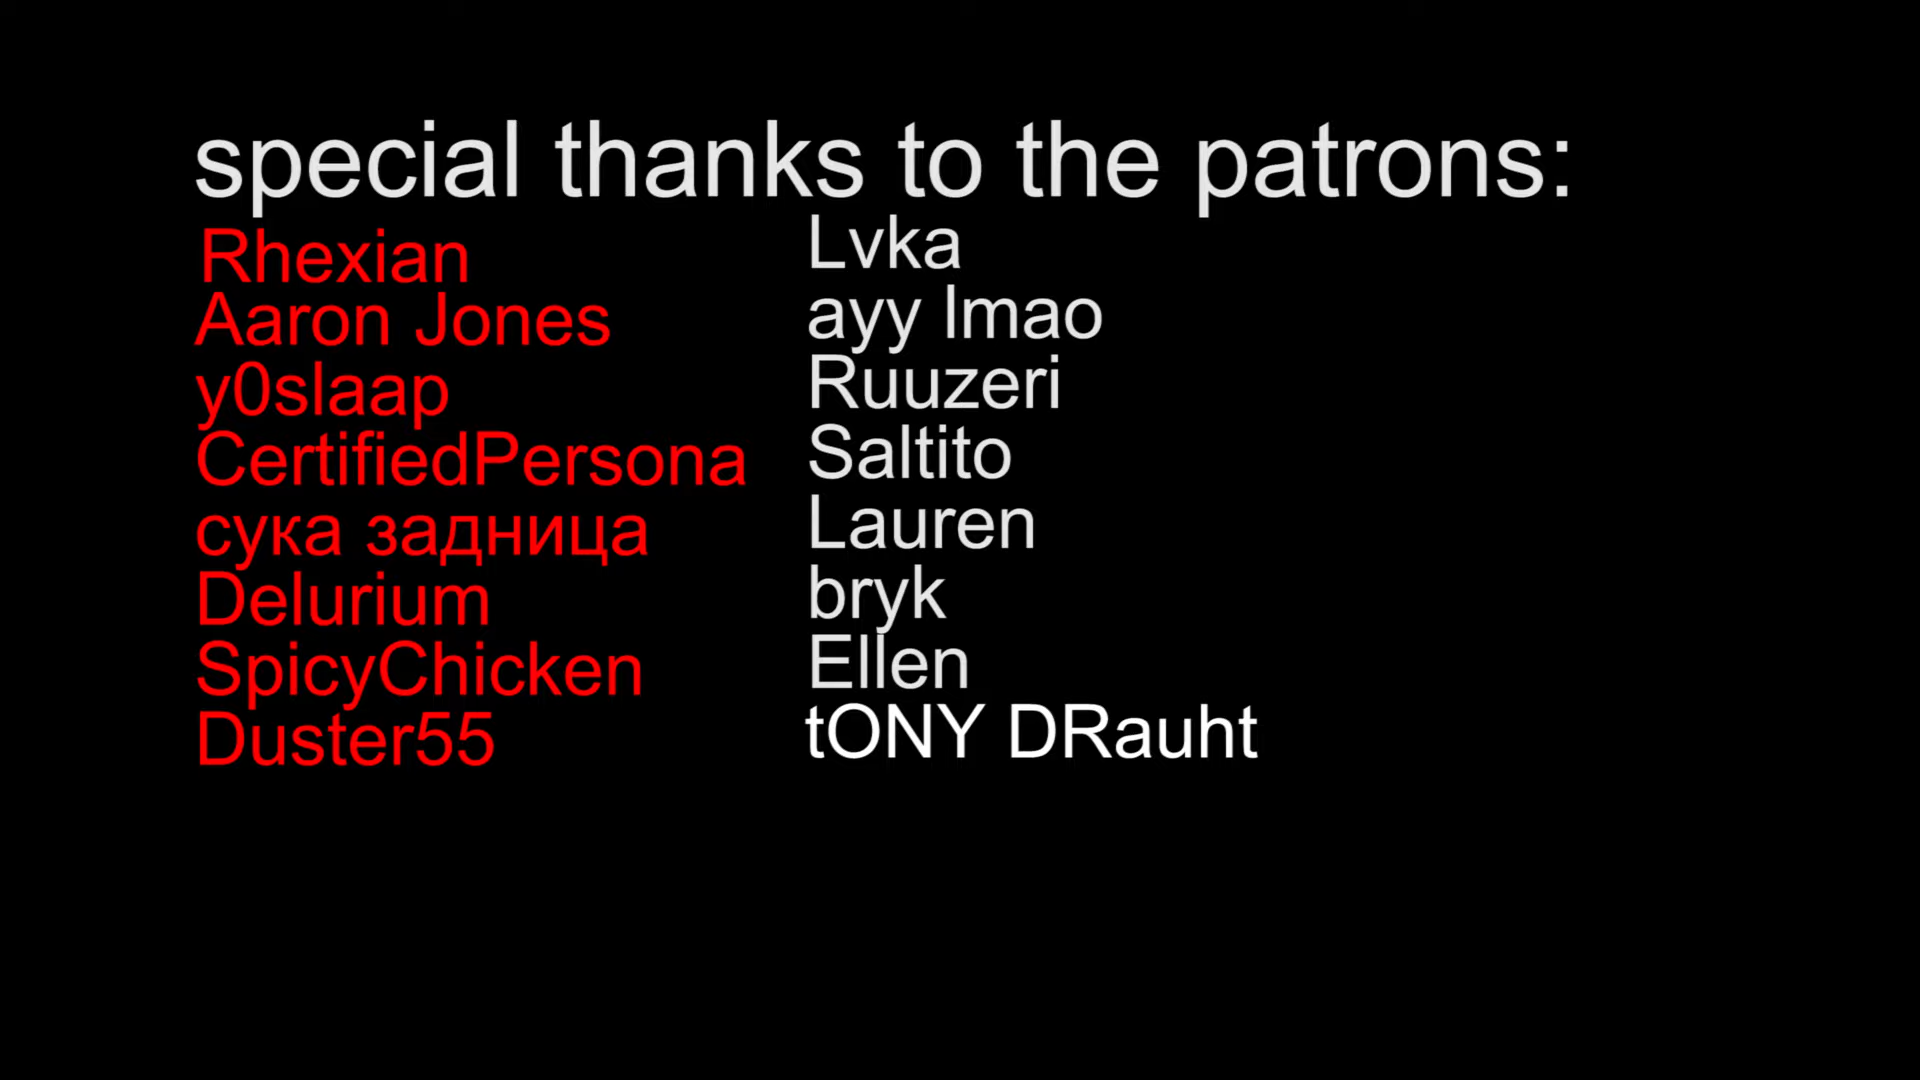 special thanks to the patrons:
Rhexian
Aaron Jones
y0slaap
CertifiedPersona
сука задница
Delurium
SpicyChicken
Duster55
Lvka
ayy lmao
Ruuzeri
Saltito
Lauren
bryk
Ellen
tONY DRauht